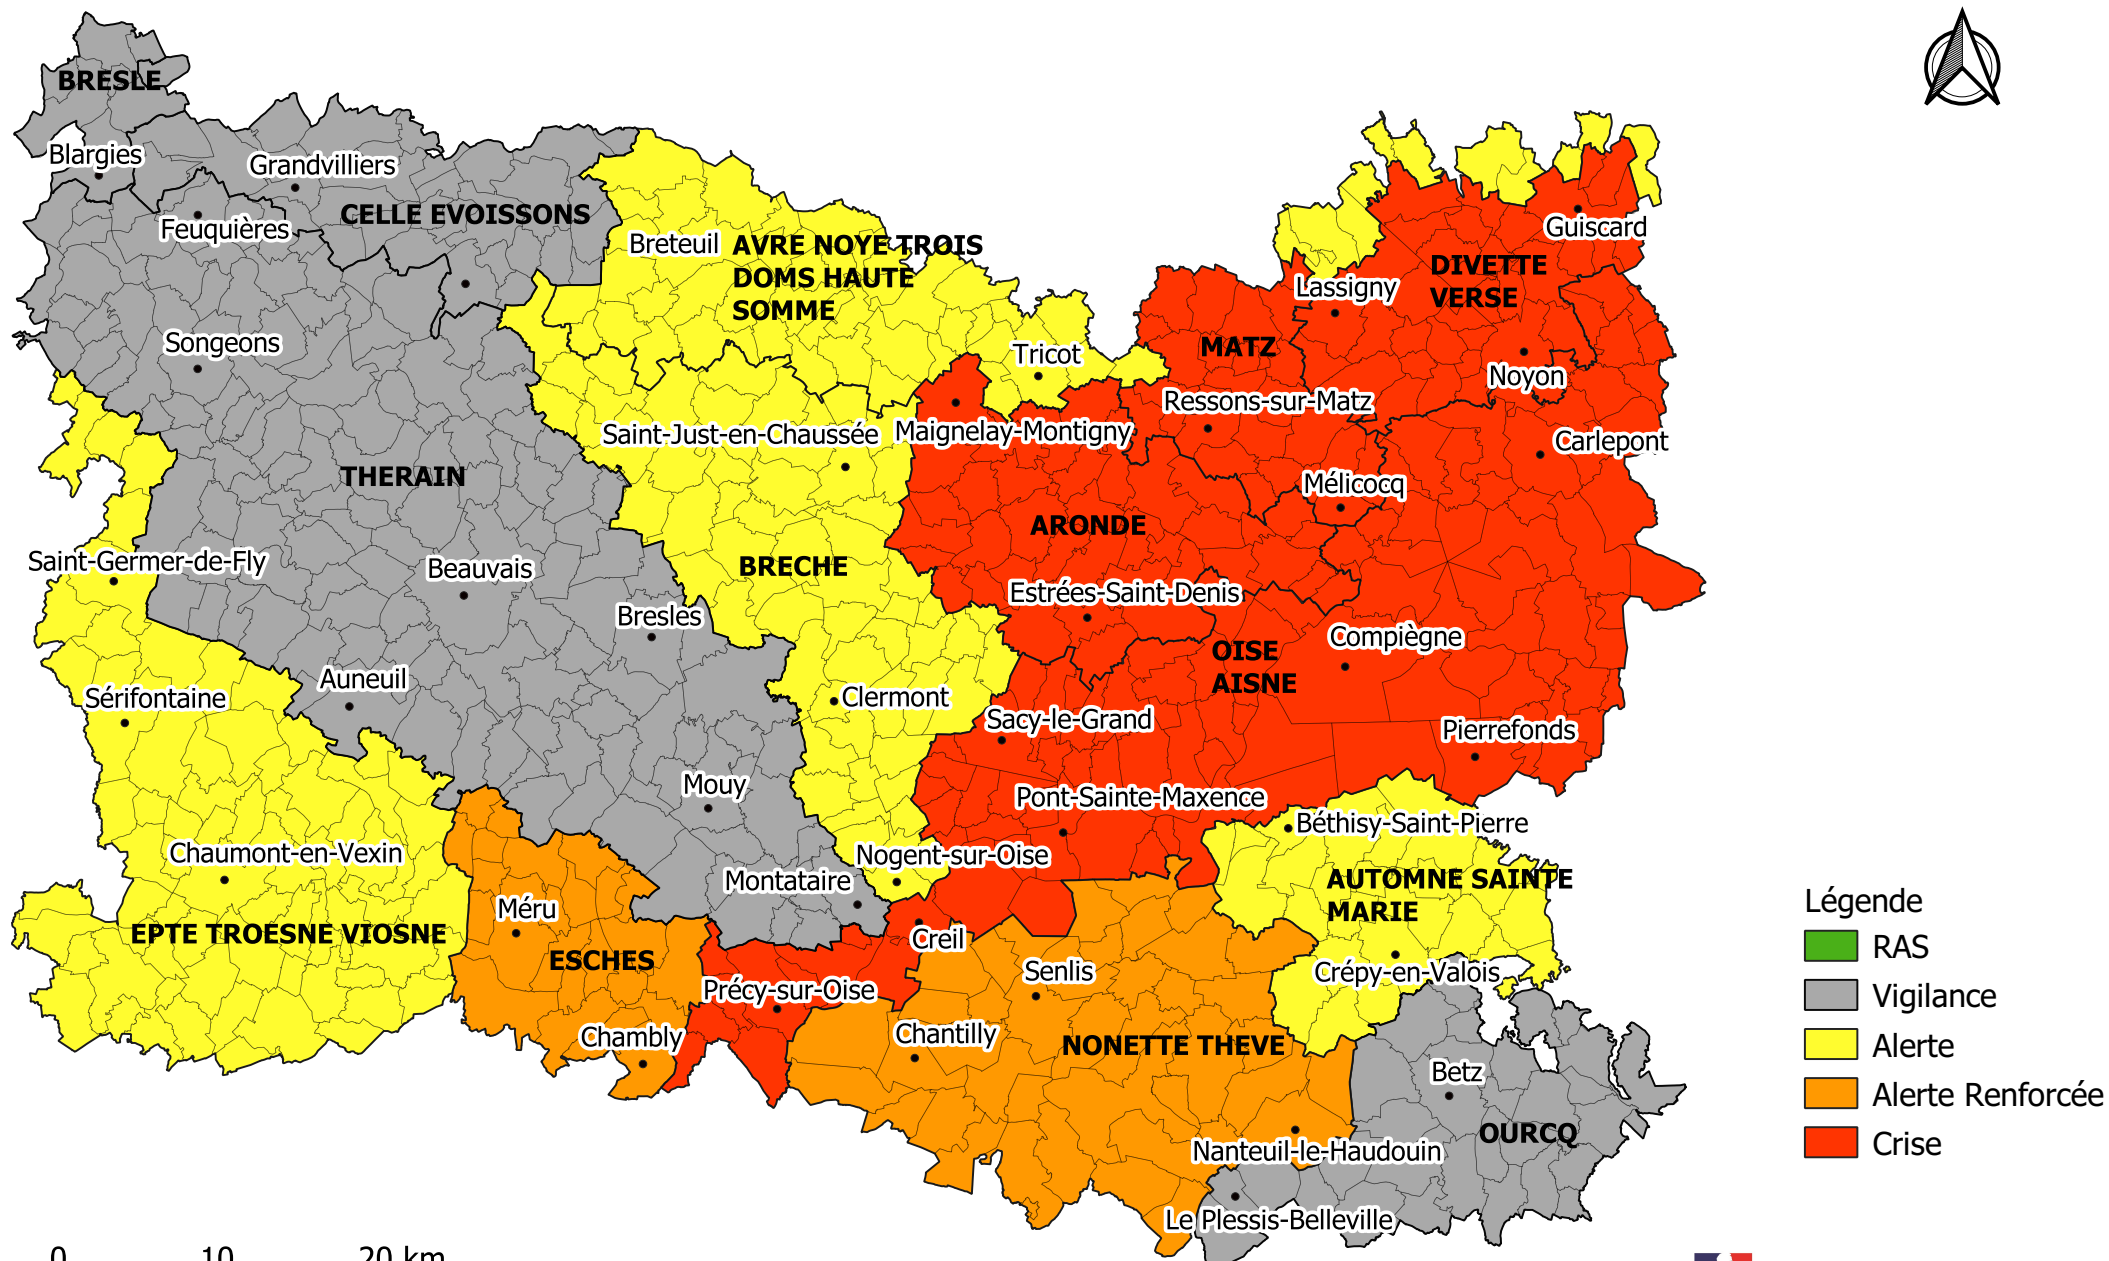 BRESLE
Blargies
Grandvilliers
CELLE EVOISSONS
Feuquières
Breteuil
AVRE NOYE TROIS
DOMS HAUTE
SOMME
Guiscard
DIVETTE
VERSE
Lassigny
Songeons
Tricot
MATZ
Noyon
Ressons-sur-Matz
Saint-Just-en-Chaussée
Maignelay-Montigny
Carlepont
THERAIN
Mélicocq
ARONDE
Saint-Germer-de-Fly
Beauvais
BRECHE
Estrées-Saint-Denis
Bresles
Compiègne
OISE
AISNE
Auneuil
Sérifontaine
Clermont
Sacy-le-Grand
Pierrefonds
Mouy
Pont-Sainte-Maxence
Béthisy-Saint-Pierre
Chaumont-en-Vexin
Nogent-sur-Oise
Montataire
AUTOMNE SAINTE
MARIE
Méru
EPTE TROESNE VIOSNE
ESCHES
Creil
Senlis
Crépy-en-Valois
Précy-sur-Oise
Chambly
Chantilly
NONETTE THEVE
Betz
OURCQ
Nanteuil-le-Haudouin
Le Plessis-Belleville
0 10 20 km
Légende
RAS
Vigilance
Alerte
Alerte Renforcée
Crise